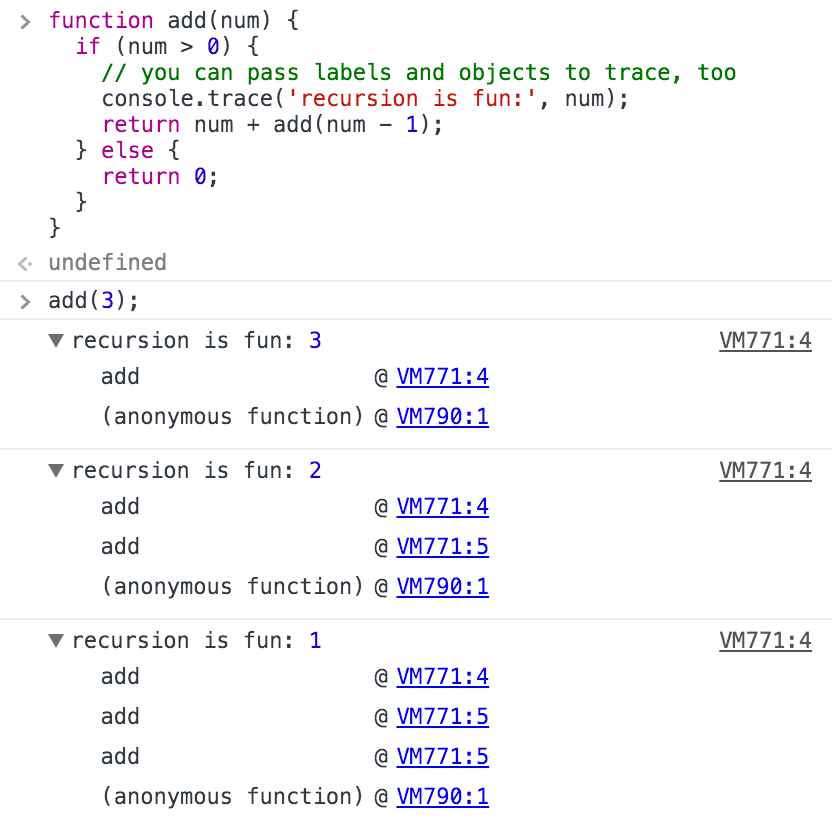 function add(num) {
if (num > 0) {
// you can pass labels and objects to trace, too
console.trace('recursion is fun:', num);
return num + add(num - 1);
} else {
return 0;
}
}
undefined
add(3);
recursion is fun: 3 VM771:4
add @ VM771:4
(anonymous function) @ VM790:1
recursion is fun: 2 VM771:4
add @ VM771:4
add @ VM771:5
(anonymous function) @ VM790:1
recursion is fun: 1 VM771:4
add @ VM771:4
add @ VM771:5
add @ VM771:5
(anonymous function) @ VM790:1